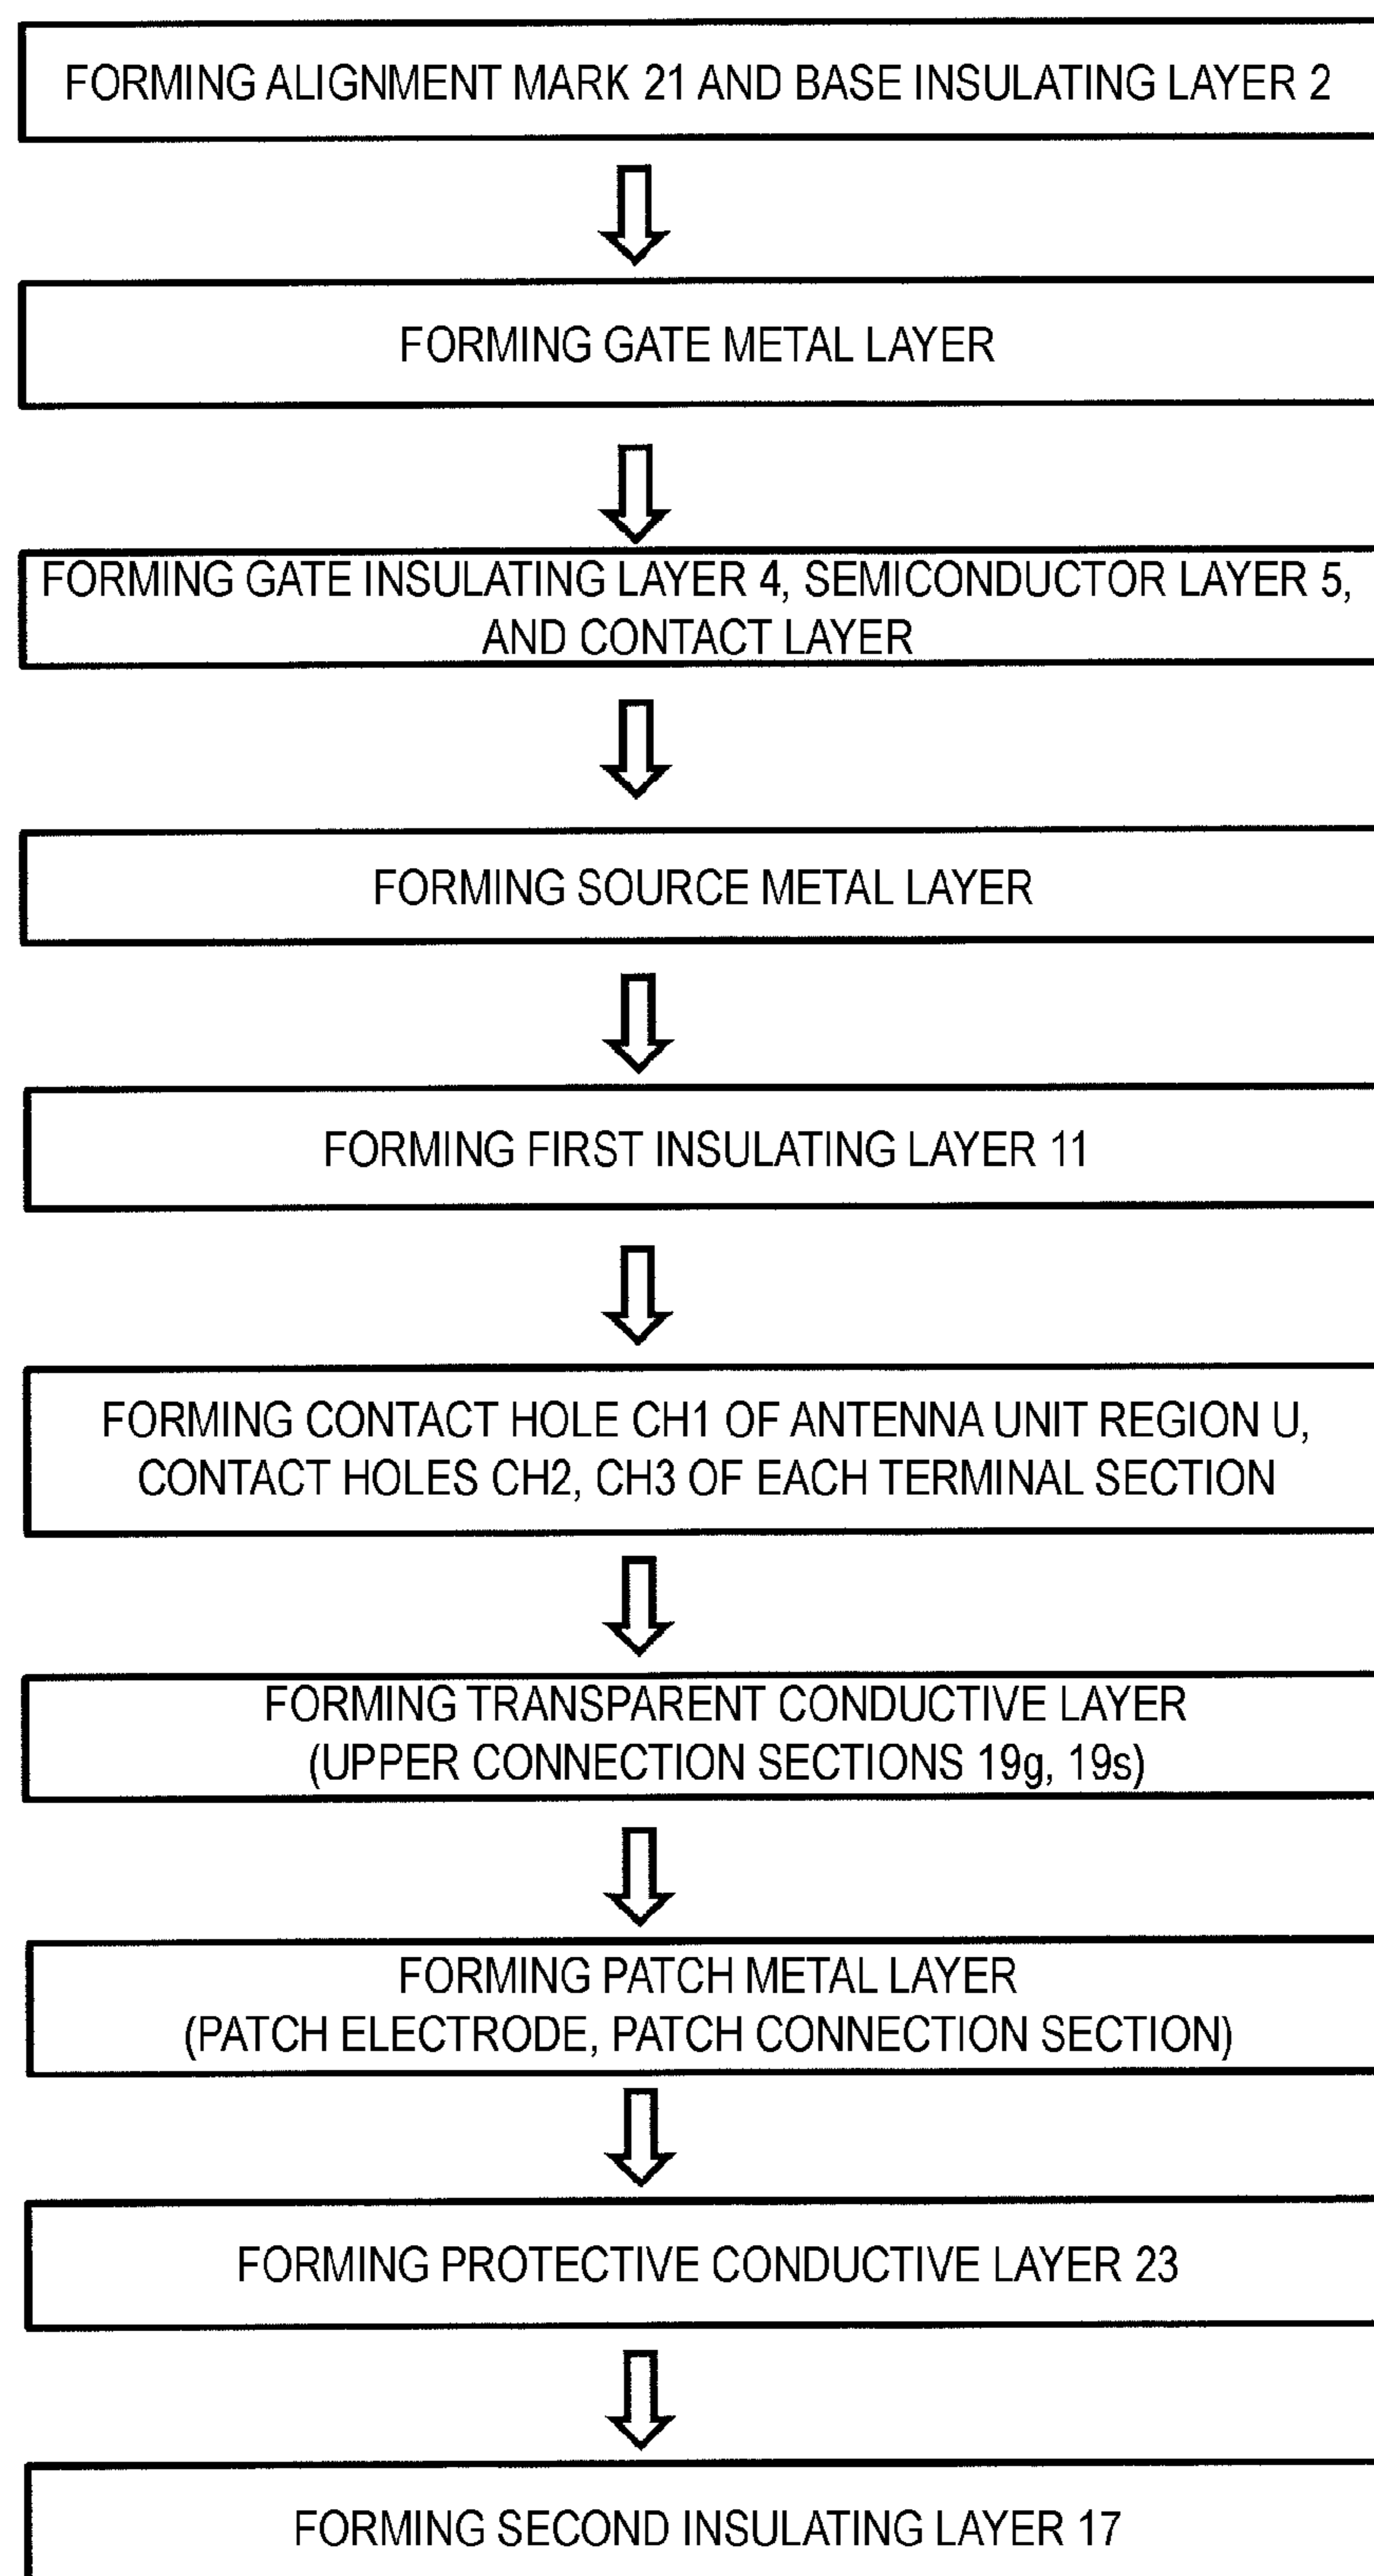 FORMING ALIGNMENT MARK 21 AND BASE INSULATING LAYER 2
FORMING GATE METAL LAYER
FORMING GATE INSULATING LAYER 4, SEMICONDUCTOR LAYER 5,
AND CONTACT LAYER
FORMING SOURCE METAL LAYER
FORMING FIRST INSULATING LAYER 11
FORMING CONTACT HOLE CH1 OF ANTENNA UNIT REGION U,
CONTACT HOLES CH2, CH3 OF EACH TERMINAL SECTION
FORMING TRANSPARENT CONDUCTIVE LAYER
(UPPER CONNECTION SECTIONS 19g, 19s)
FORMING PATCH METAL LAYER
(PATCH ELECTRODE, PATCH CONNECTION SECTION)
FORMING PROTECTIVE CONDUCTIVE LAYER 23
FORMING SECOND INSULATING LAYER 17